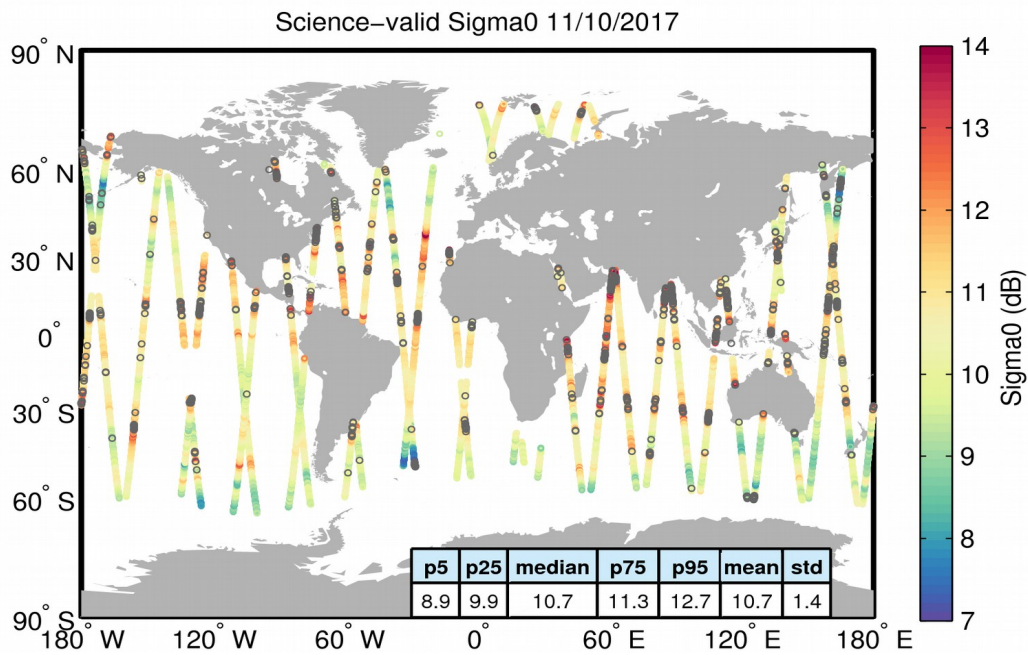 Science−valid Sigma0 11/10/2017
90° N
60° N
30° N
0°
30° S
60° S
90° S
180° W
120° W
60° W
0°
60° E
120° E
180° E
p5 p25 median p75 p95 mean std
8.9 9.9 10.7 11.3 12.7 10.7 1.4
14
13
12
11
10
9
8
7
Sigma0 (dB)